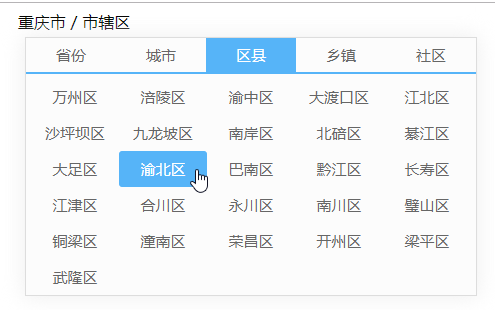 重庆市 / 市辖区
省份 城市 区县 乡镇 社区
万州区 涪陵区 渝中区 大渡口区 江北区
沙坪坝区 九龙坡区 南岸区 北碚区 綦江区
大足区 渝北区 巴南区 黔江区 长寿区
江津区 合川区 永川区 南川区 璧山区
铜梁区 潼南区 荣昌区 开州区 梁平区
武隆区